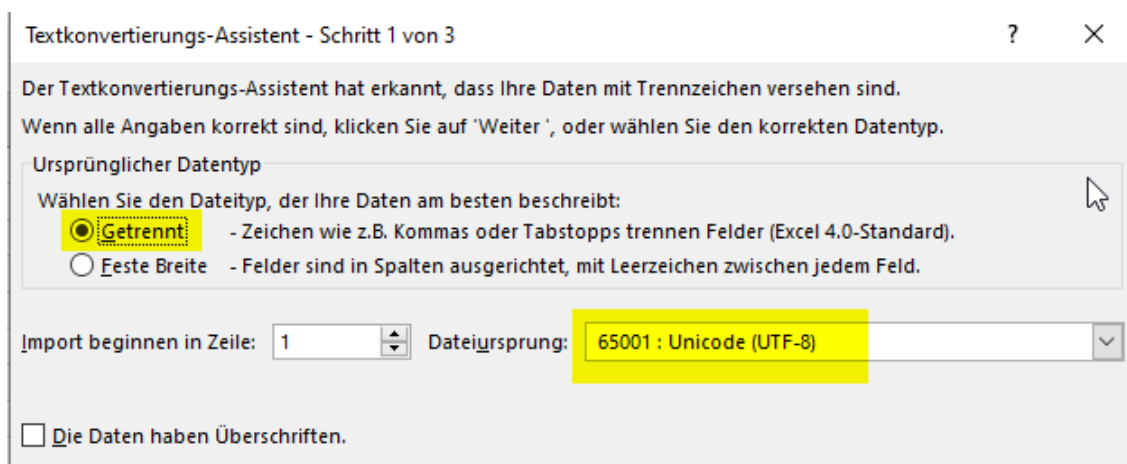 Textkonvertierungs-Assistent - Schritt 1 von 3 ?
Der Textkonvertierungs-Assistent hat erkannt, dass Ihre Daten mit Trennzeichen versehen sind.
Wenn alle Angaben korrekt sind, klicken Sie auf 'Weiter ', oder wählen Sie den korrekten Datentyp.
Ursprünglicher Datentyp
Wählen Sie den Dateityp, der Ihre Daten am besten beschreibt:
Getrennt - Zeichen wie z.B. Kommas oder Tabstopps trennen Felder (Excel 4.0-Standard).
Feste Breite - Felder sind in Spalten ausgerichtet, mit Leerzeichen zwischen jedem Feld.
Import beginnen in Zeile: 1 Dateiursprung: 65001 : Unicode (UTF-8)
Die Daten haben Überschriften.